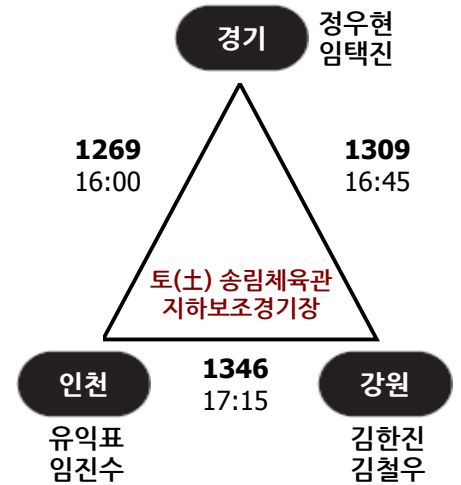 경기
정우현
임택진
1269
16:00
1309
16:45
토(土) 송림체육관
지하보조경기장
인천
유익표
임진수
1346
17:15
강원
김한진
김철우